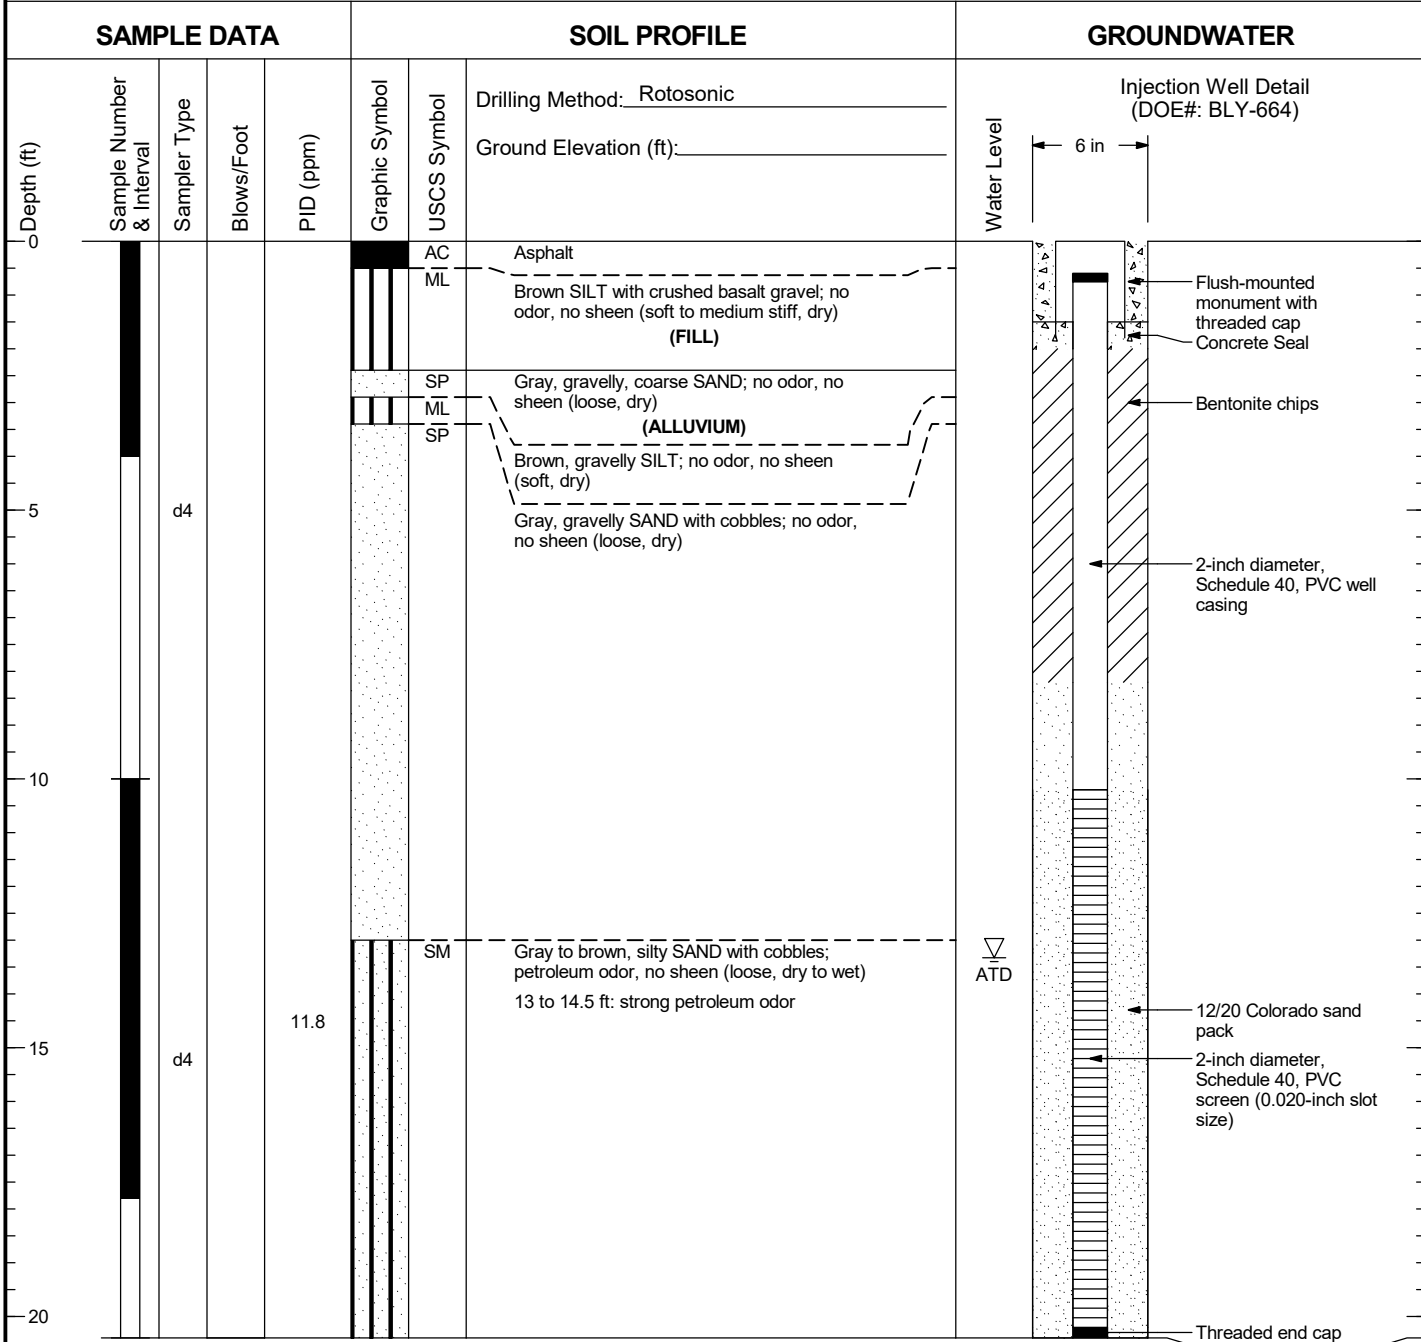 SAMPLE DATA
SOIL PROFILE
GROUNDWATER
Depth (ft)
Sample Number
& Interval
Sampler Type
Blows/Foot
PID (ppm)
Graphic Symbol
USCS Symbol
Drilling Method: Rotosonic
Ground Elevation (ft):
Water Level
Injection Well Detail
(DOE#: BLY-664)
6 in
0
AC
Asphalt
ML
Brown SILT with crushed basalt gravel; no
odor, no sheen (soft to medium stiff, dry)
(FILL)
Flush-mounted
monument with
threaded cap
Concrete Seal
SP
Gray, gravelly, coarse SAND; no odor, no
sheen (loose, dry)
(ALLUVIUM)
ML
SP
Bentonite chips
Brown, gravelly SILT; no odor, no sheen
(soft, dry)
5
d4
Gray, gravelly SAND with cobbles; no odor,
no sheen (loose, dry)
2-inch diameter,
Schedule 40, PVC well
casing
10
SM
Gray to brown, silty SAND with cobbles;
petroleum odor, no sheen (loose, dry to wet)
13 to 14.5 ft: strong petroleum odor
ATD
11.8
12/20 Colorado sand
pack
15
d4
2-inch diameter,
Schedule 40, PVC
screen (0.020-inch slot
size)
20
Threaded end cap